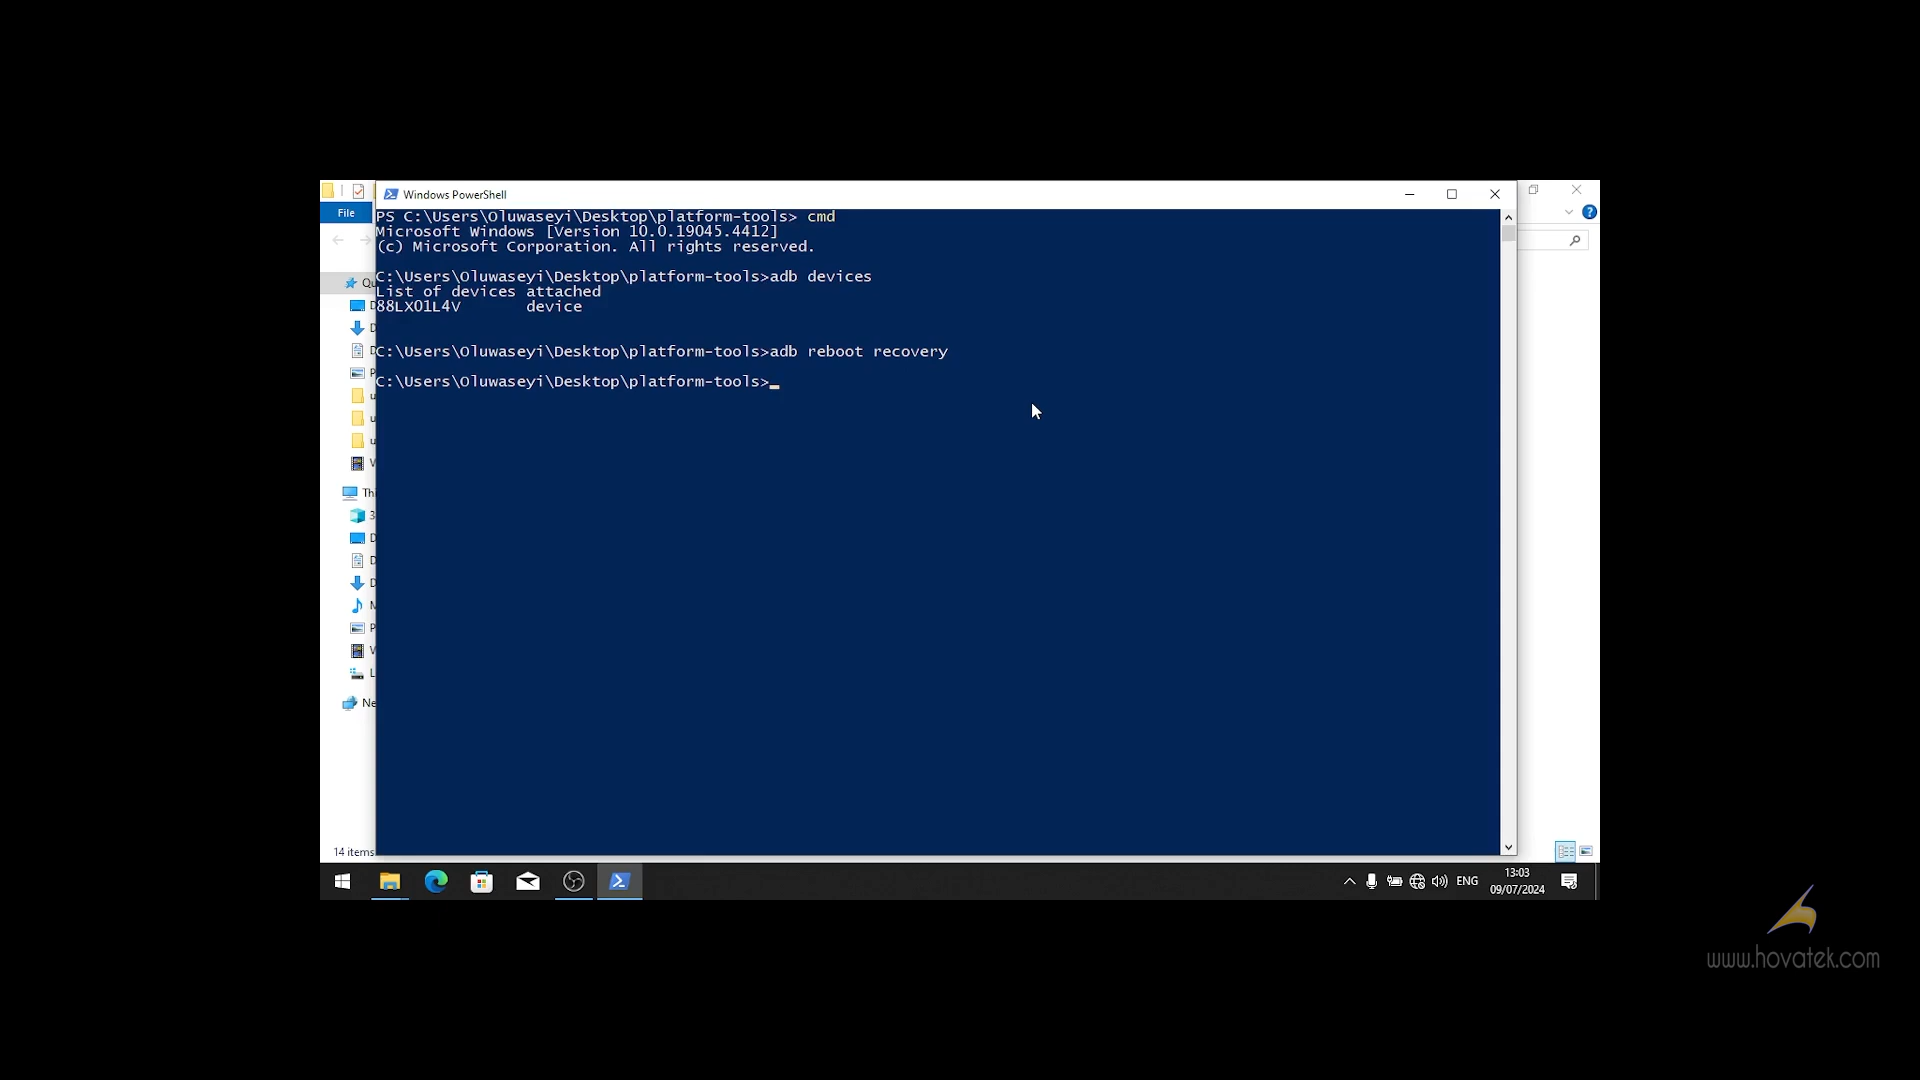 Windows PowerShell
File
PS C:\Users\Oluwaseyi\Desktop\platform-tools> cmd
Microsoft Windows [Version 10.0.19045.4412]
(c) Microsoft Corporation. All rights reserved.
C:\Users\Oluwaseyi\Desktop\platform-tools>adb devices
List of devices attached
88LX01L4V device
C:\Users\Oluwaseyi\Desktop\platform-tools>adb reboot recovery
C:\Users\Oluwaseyi\Desktop\platform-tools>
14 items
ENG
13:03
09/07/2024
www.hovatek.com